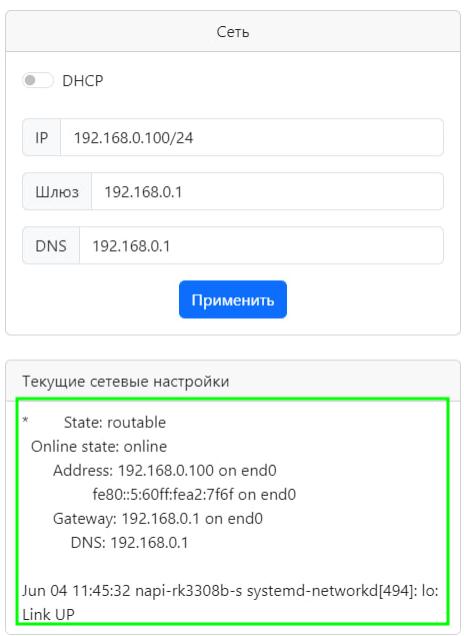 Сеть
DHCP
IP 192.168.0.100/24
Шлюз 192.168.0.1
DNS 192.168.0.1
Применить
Текущие сетевые настройки
* State: routable
Online state: online
Address: 192.168.0.100 on end0
fe80::5:60ff:fea2:7f6f on end0
Gateway: 192.168.0.1 on end0
DNS: 192.168.0.1
Jun 04 11:45:32 napi-rk3308b-s systemd-networkd[494]: lo:
Link UP